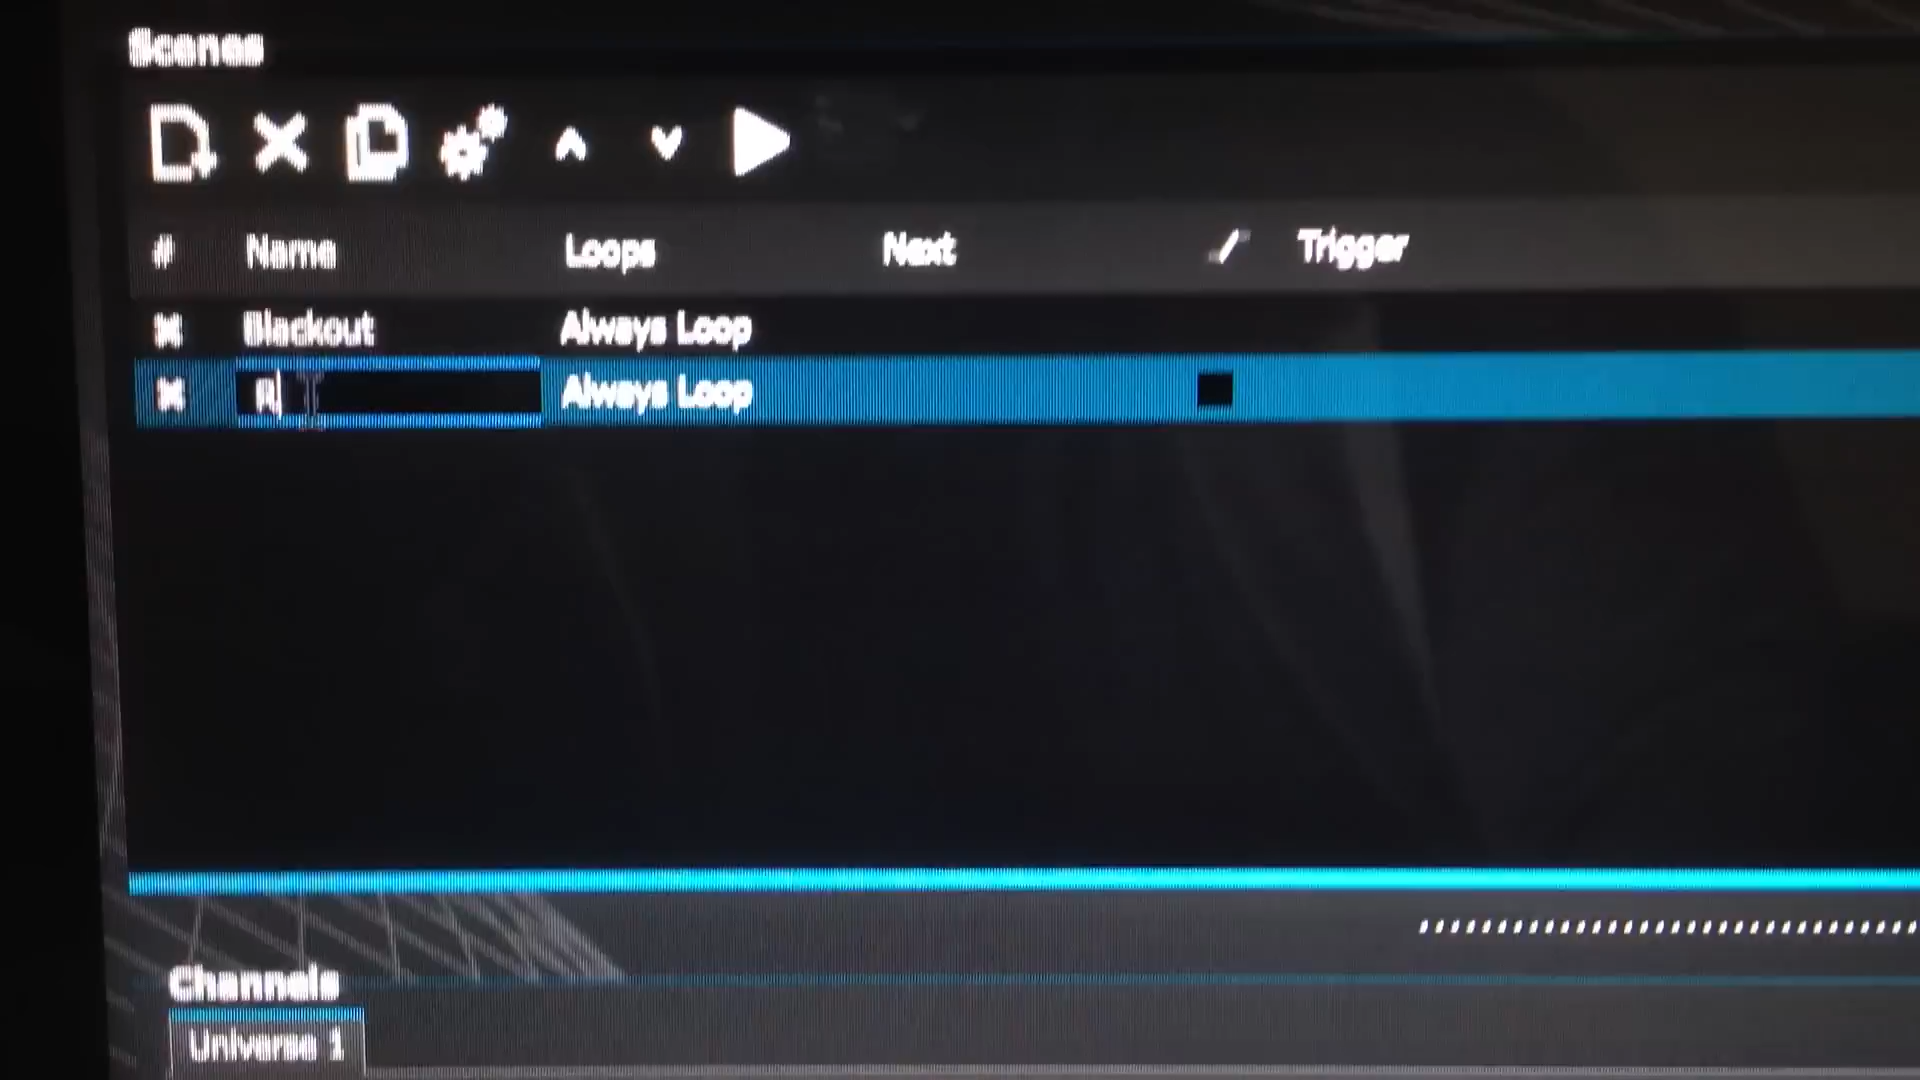 Scenes
# Name Loops Next Trigger
Blackout Always Loop
R Always Loop
Channels
Universe 1